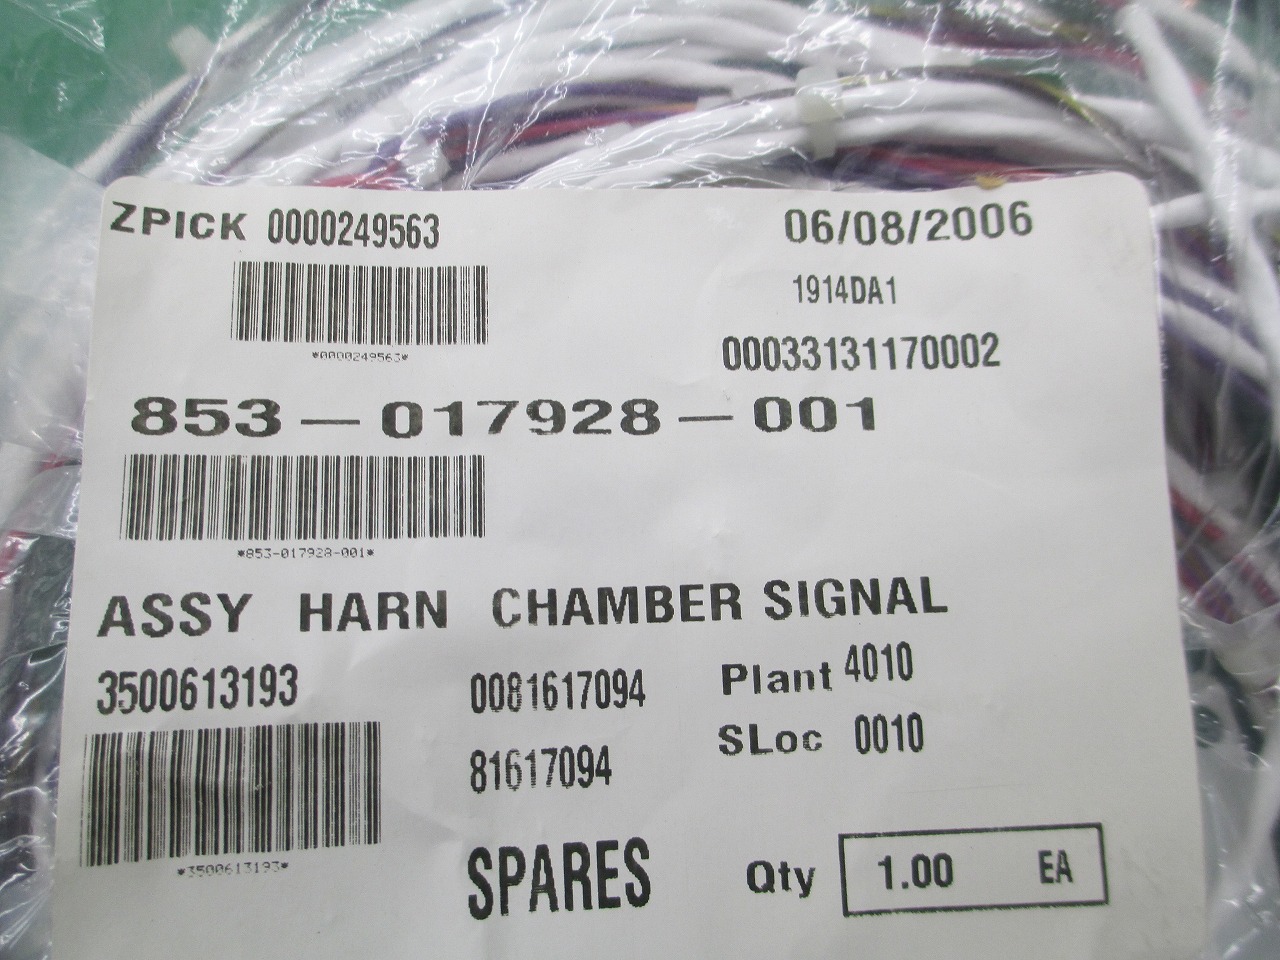 ZPICK 0000249563
06/08/2006
1914DA1
*0000249563*
00033131170002
853-017928-001
*853-017928-001*
ASSY HARN CHAMBER SIGNAL
3500613193 0081617094 Plant 4010
81617094 SLoc 0010
*3500613193*
SPARES Qty 1.00 EA